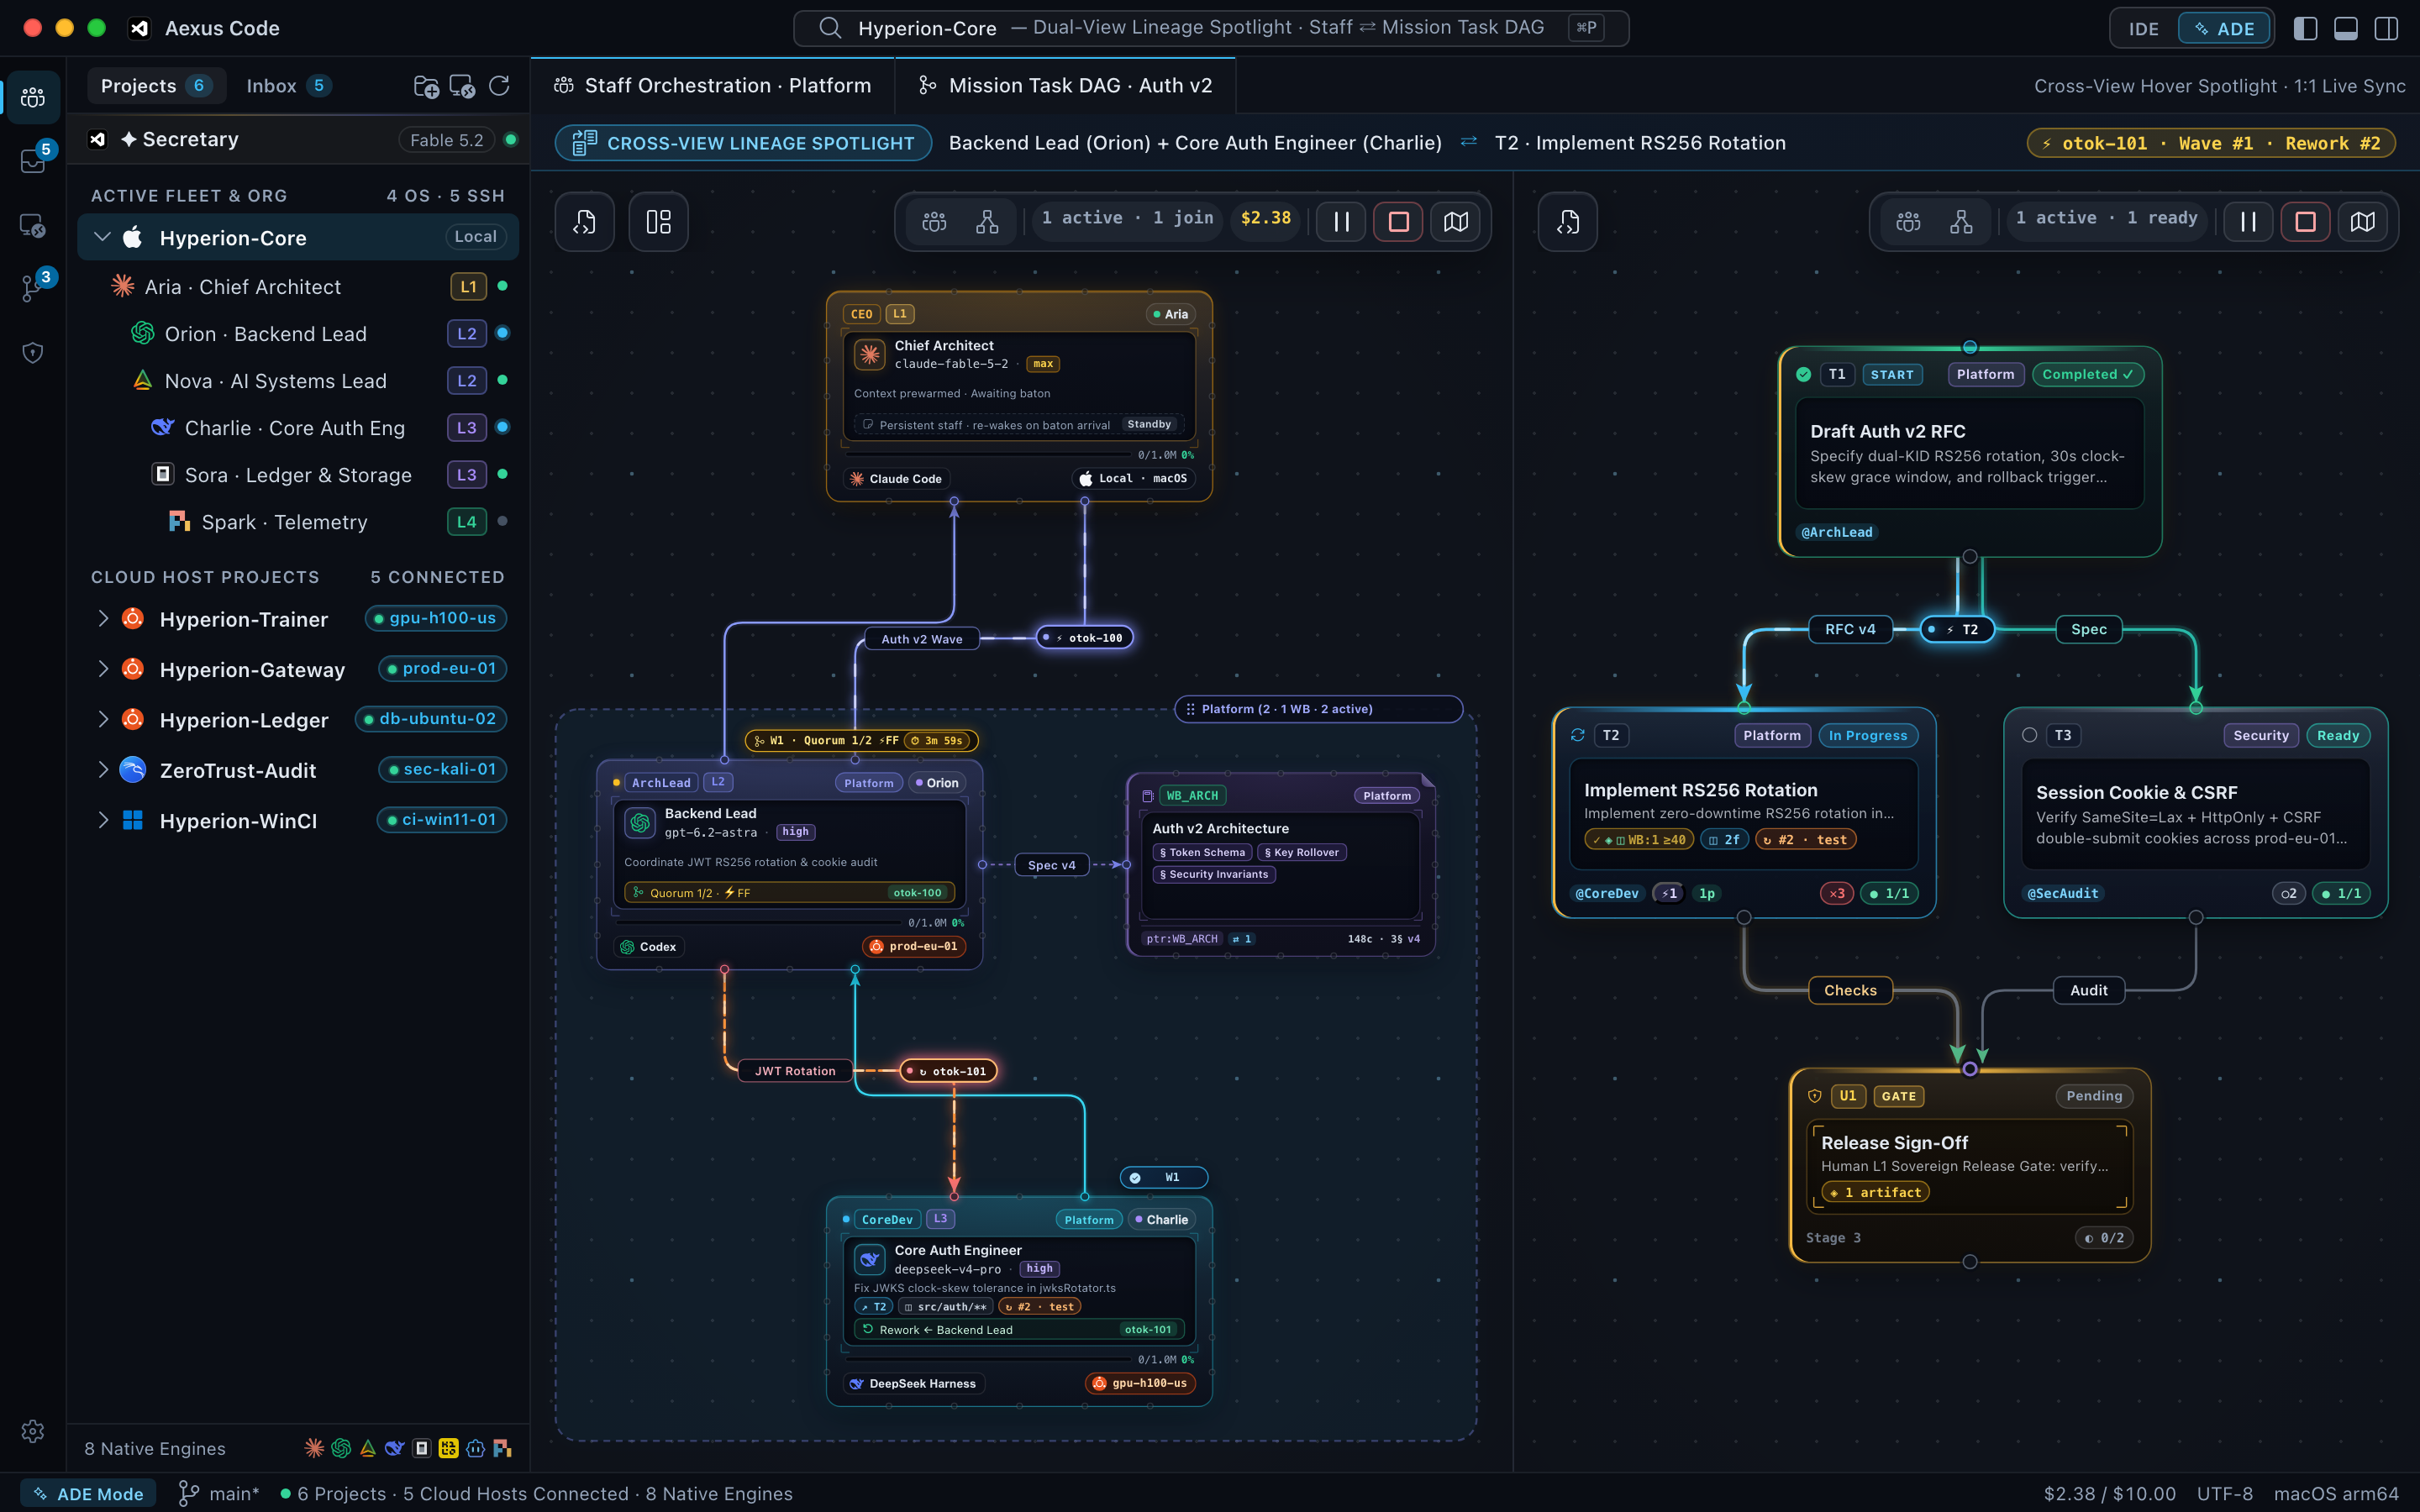 Aexus Code
Hyperion-Core — Dual-View Lineage Spotlight · Staff ⇌ Mission Task DAG ⌘P
IDE ADE
Projects 6 Inbox 5
Staff Orchestration · Platform
Mission Task DAG · Auth v2
Cross-View Hover Spotlight · 1:1 Live Sync
5
3
✦ Secretary Fable 5.2
ACTIVE FLEET & ORG 4 OS · 5 SSH
Hyperion-Core Local
Aria · Chief Architect L1
Orion · Backend Lead L2
Nova · AI Systems Lead L2
Charlie · Core Auth Eng L3
Sora · Ledger & Storage L3
Spark · Telemetry L4
CLOUD HOST PROJECTS 5 CONNECTED
Hyperion-Trainer gpu-h100-us
Hyperion-Gateway prod-eu-01
Hyperion-Ledger db-ubuntu-02
ZeroTrust-Audit sec-kali-01
Hyperion-WinCI ci-win11-01
8 Native Engines
CROSS-VIEW LINEAGE SPOTLIGHT Backend Lead (Orion) + Core Auth Engineer (Charlie) ⇄ T2 · Implement RS256 Rotation
⚡ otok-101 · Wave #1 · Rework #2
1 active · 1 join $2.38
CEO L1 Aria
Chief Architect
claude-fable-5-2 · max
Context prewarmed · Awaiting baton
Persistent staff · re-wakes on baton arrival Standby
0/1.0M 0%
Claude Code Local · macOS
Auth v2 Wave ⚡ otok-100
Platform (2 · 1 WB · 2 active)
W1 · Quorum 1/2 ⚡FF ⏱ 3m 59s
ArchLead L2 Platform Orion
Backend Lead
gpt-6.2-astra · high
Coordinate JWT RS256 rotation & cookie audit
Quorum 1/2 · ⚡FF otok-100
0/1.0M 0%
Codex prod-eu-01
Spec v4
WB_ARCH Platform
Auth v2 Architecture
§ Token Schema § Key Rollover
§ Security Invariants
ptr:WB_ARCH ⇄ 1 148c · 3§ v4
JWT Rotation ↻ otok-101
W1
CoreDev L3 Platform Charlie
Core Auth Engineer
deepseek-v4-pro · high
Fix JWKS clock-skew tolerance in jwksRotator.ts
↗ T2 src/auth/** ↻ #2 · test
Rework ← Backend Lead otok-101
0/1.0M 0%
DeepSeek Harness gpu-h100-us
1 active · 1 ready
T1 START Platform Completed ✓
Draft Auth v2 RFC
Specify dual-KID RS256 rotation, 30s clock-
skew grace window, and rollback trigger...
@ArchLead
RFC v4 ⚡ T2 Spec
T2 Platform In Progress
Implement RS256 Rotation
Implement zero-downtime RS256 rotation in...
✓ ◈ ◫ WB:1 ≥40 ◫ 2f ↻ #2 · test
@CoreDev ⚡1 1p ×3 ● 1/1
T3 Security Ready
Session Cookie & CSRF
Verify SameSite=Lax + HttpOnly + CSRF
double-submit cookies across prod-eu-01...
@SecAudit ○2 ● 1/1
Checks Audit
U1 GATE Pending
Release Sign-Off
Human L1 Sovereign Release Gate: verify...
◈ 1 artifact
Stage 3 ◐ 0/2
ADE Mode main* 6 Projects · 5 Cloud Hosts Connected · 8 Native Engines
$2.38 / $10.00 UTF-8 macOS arm64